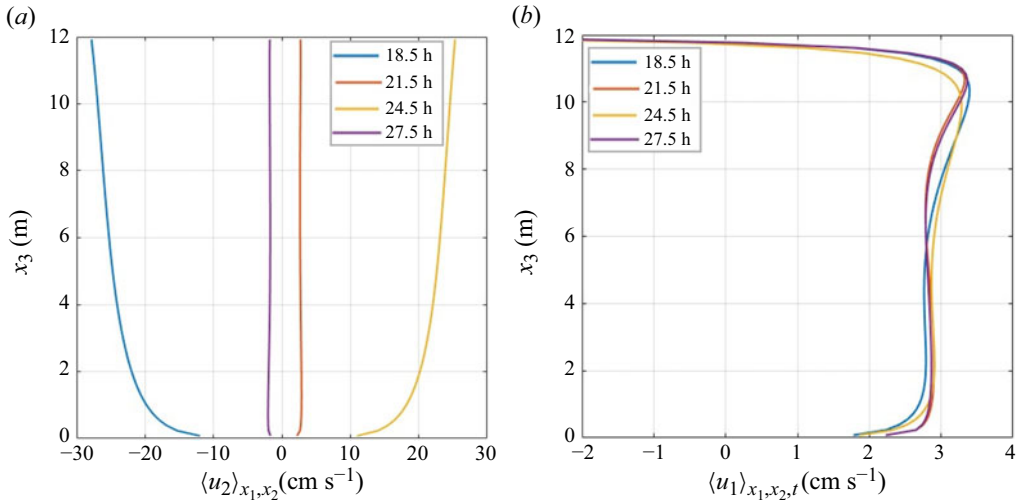 (a)
12
10
8
6
4
2
0
x3 (m)
−30
−20
−10
0
10
20
30
⟨u2⟩x1,x2(cm s−1)
18.5 h
21.5 h
24.5 h
27.5 h
(b)
12
10
8
6
4
2
0
x3 (m)
−2
−1
0
1
2
3
4
⟨u1⟩x1,x2,t(cm s−1)
18.5 h
21.5 h
24.5 h
27.5 h